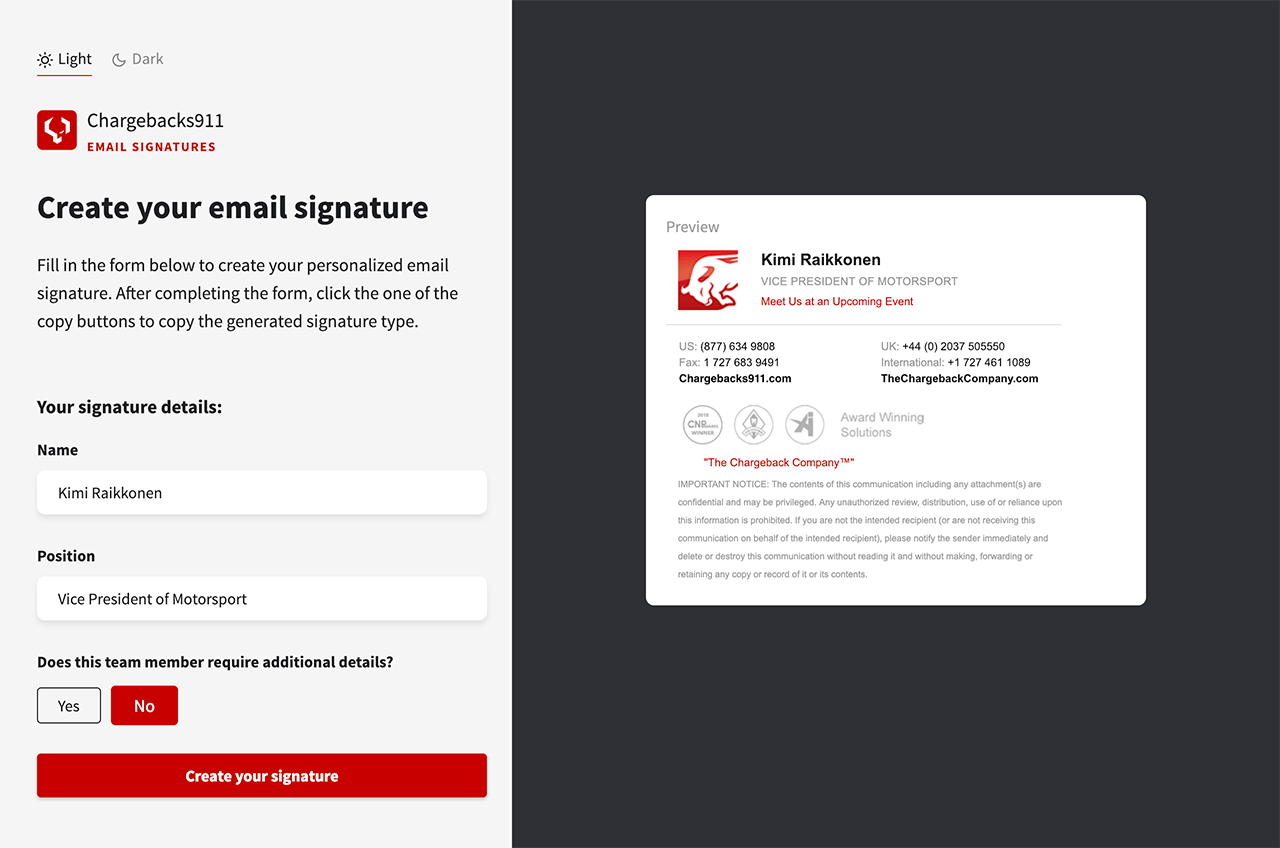 Light
Dark
Chargebacks911
EMAIL SIGNATURES
Create your email signature
Fill in the form below to create your personalized email
signature. After completing the form, click the one of the
copy buttons to copy the generated signature type.
Your signature details:
Name
Kimi Raikkonen
Position
Vice President of Motorsport
Does this team member require additional details?
Yes
No
Create your signature
Preview
Kimi Raikkonen
VICE PRESIDENT OF MOTORSPORT
Meet Us at an Upcoming Event
US: (877) 634 9808
Fax: 1 727 683 9491
Chargebacks911.com
UK: +44 (0) 2037 505550
International: +1 727 461 1089
TheChargebackCompany.com
2018
CNP AWARDS
WINNER
Ai
Award Winning
Solutions
"The Chargeback Company™"
IMPORTANT NOTICE: The contents of this communication including any attachment(s) are
confidential and may be privileged. Any unauthorized review, distribution, use of or reliance upon
this information is prohibited. If you are not the intended recipient (or are not receiving this
communication on behalf of the intended recipient), please notify the sender immediately and
delete or destroy this communication without reading it and without making, forwarding or
retaining any copy or record of it or its contents.